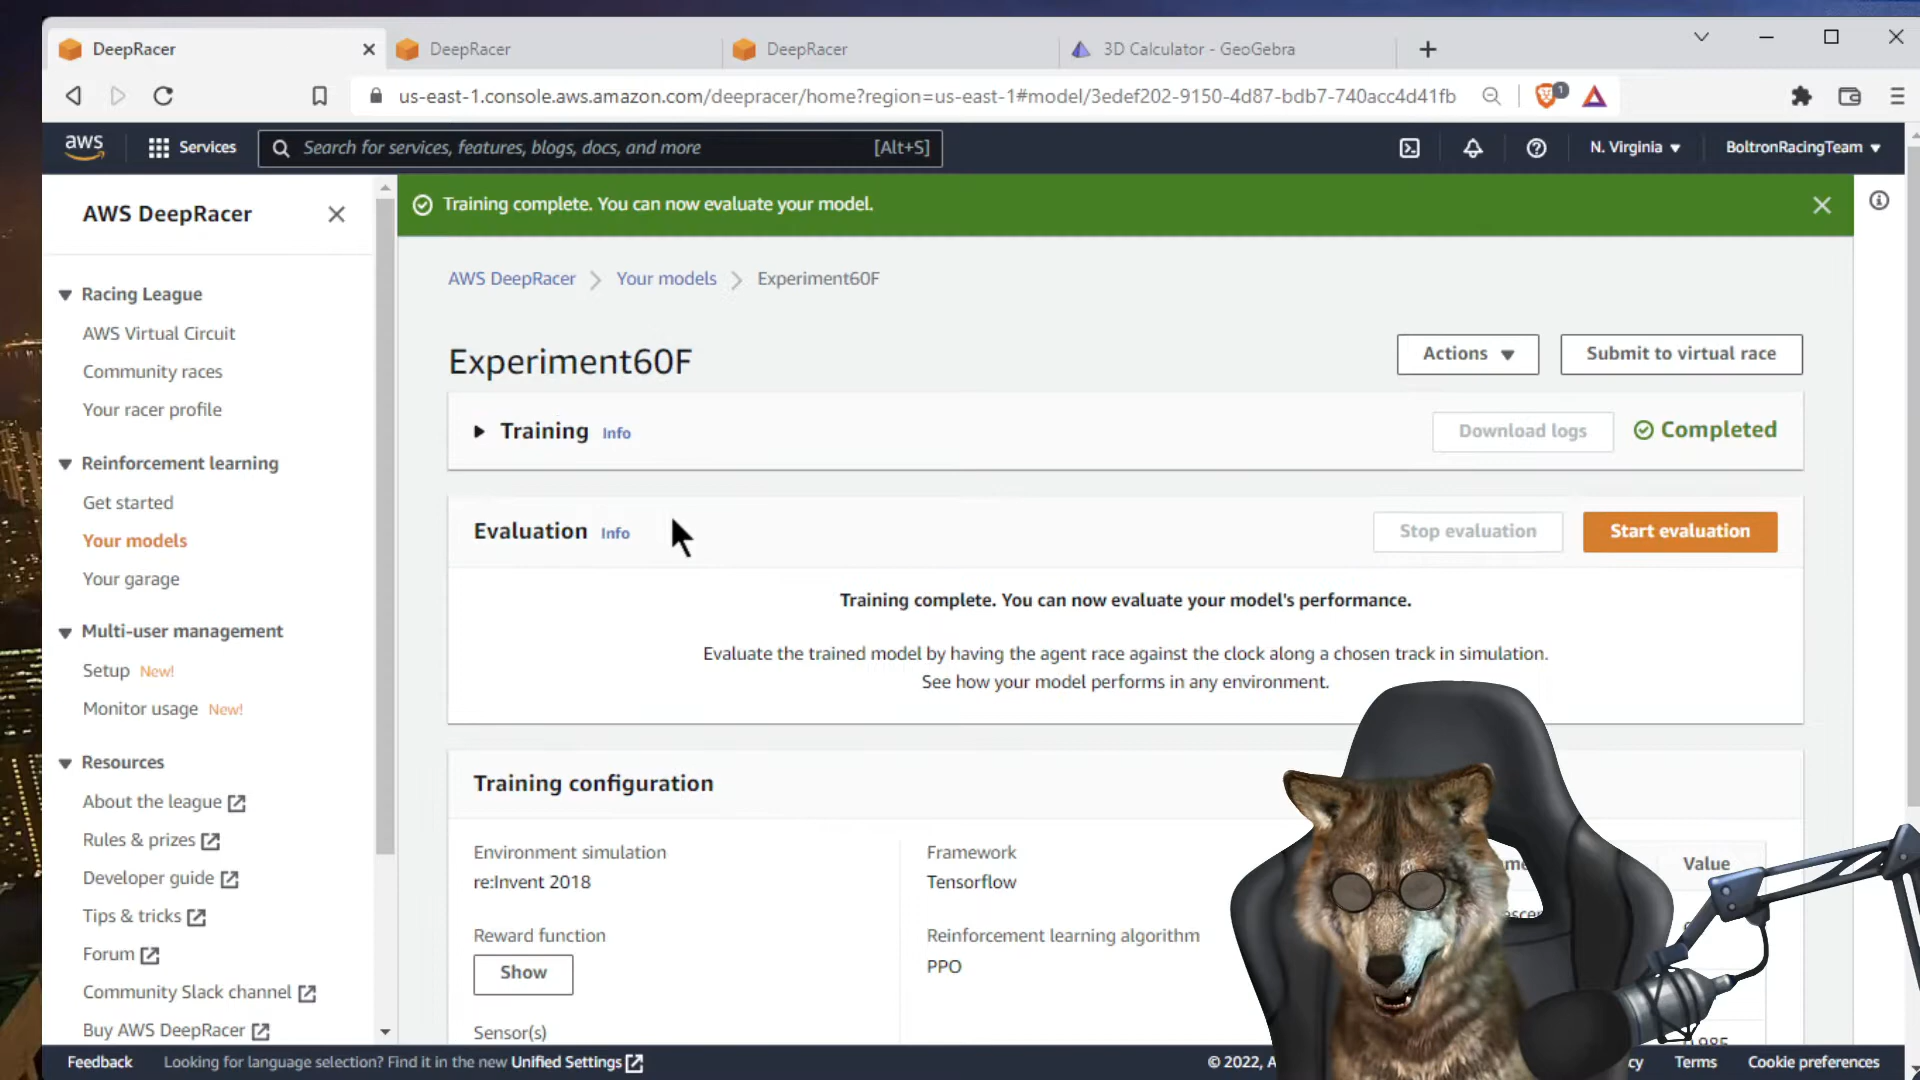 DeepRacer
DeepRacer
DeepRacer
3D Calculator - GeoGebra
us-east-1.console.aws.amazon.com/deepracer/home?region=us-east-1#model/3edef202-9150-4d87-bdb7-740acc4d41fb
1
aws
Services
Search for services, features, blogs, docs, and more
[Alt+S]
N. Virginia
BoltronRacingTeam
AWS DeepRacer
Racing League
AWS Virtual Circuit
Community races
Your racer profile
Reinforcement learning
Get started
Your models
Your garage
Multi-user management
Setup New!
Monitor usage New!
Resources
About the league
Rules & prizes
Developer guide
Tips & tricks
Forum
Community Slack channel
Buy AWS DeepRacer
Training complete. You can now evaluate your model.
AWS DeepRacer
Your models
Experiment60F
Experiment60F
Actions
Submit to virtual race
Training Info
Download logs
Completed
Evaluation Info
Stop evaluation
Start evaluation
Training complete. You can now evaluate your model's performance.
Evaluate the trained model by having the agent race against the clock along a chosen track in simulation.
See how your model performs in any environment.
Training configuration
Environment simulation
re:Invent 2018
Reward function
Show
Sensor(s)
Framework
Tensorflow
Reinforcement learning algorithm
PPO
Value
0.985
Feedback
Looking for language selection? Find it in the new Unified Settings
© 2022, A
Terms
Cookie preferences